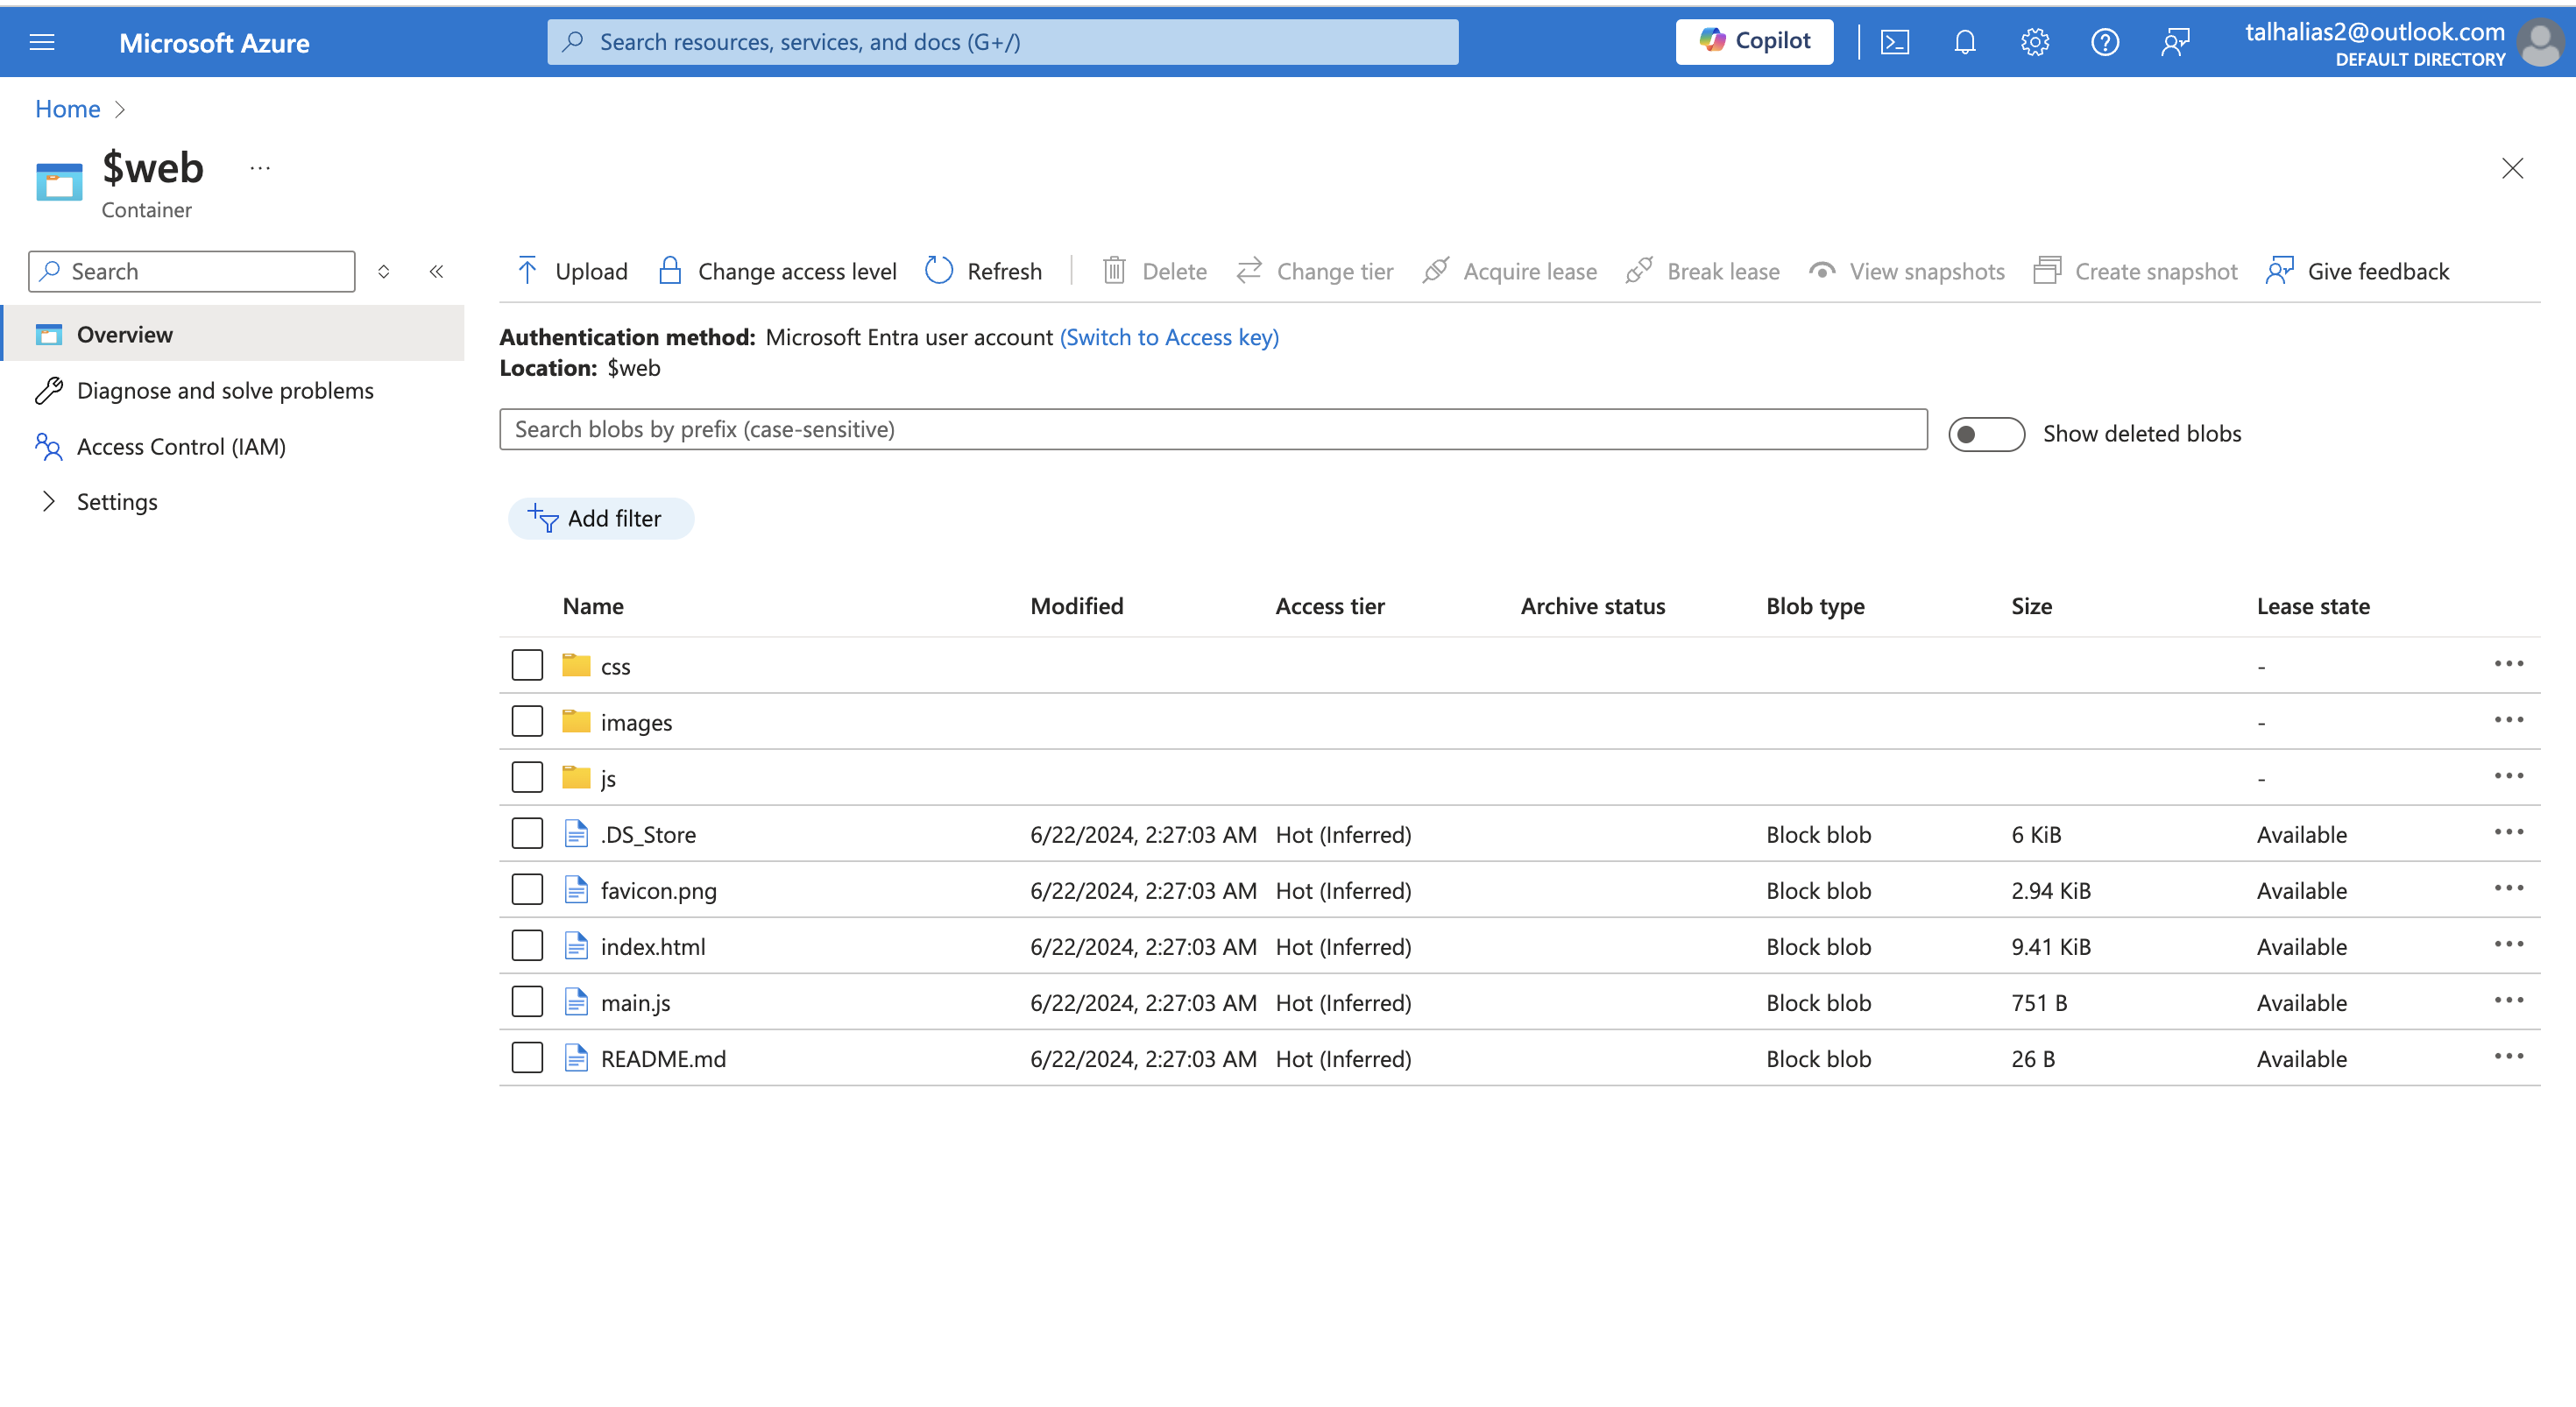 Microsoft Azure
Search resources, services, and docs (G+/)
Copilot
talhalias2@outlook.com
DEFAULT DIRECTORY
Home
$web
...
Container
Search
Overview
Diagnose and solve problems
Access Control (IAM)
Settings
Upload Change access level Refresh Delete Change tier Acquire lease Break lease View snapshots Create snapshot Give feedback
Authentication method: Microsoft Entra user account (Switch to Access key)
Location: $web
Search blobs by prefix (case-sensitive)
Show deleted blobs
Add filter
Name Modified Access tier Archive status Blob type Size Lease state
css -
images -
js -
.DS_Store 6/22/2024, 2:27:03 AM Hot (Inferred) Block blob 6 KiB Available
favicon.png 6/22/2024, 2:27:03 AM Hot (Inferred) Block blob 2.94 KiB Available
index.html 6/22/2024, 2:27:03 AM Hot (Inferred) Block blob 9.41 KiB Available
main.js 6/22/2024, 2:27:03 AM Hot (Inferred) Block blob 751 B Available
README.md 6/22/2024, 2:27:03 AM Hot (Inferred) Block blob 26 B Available